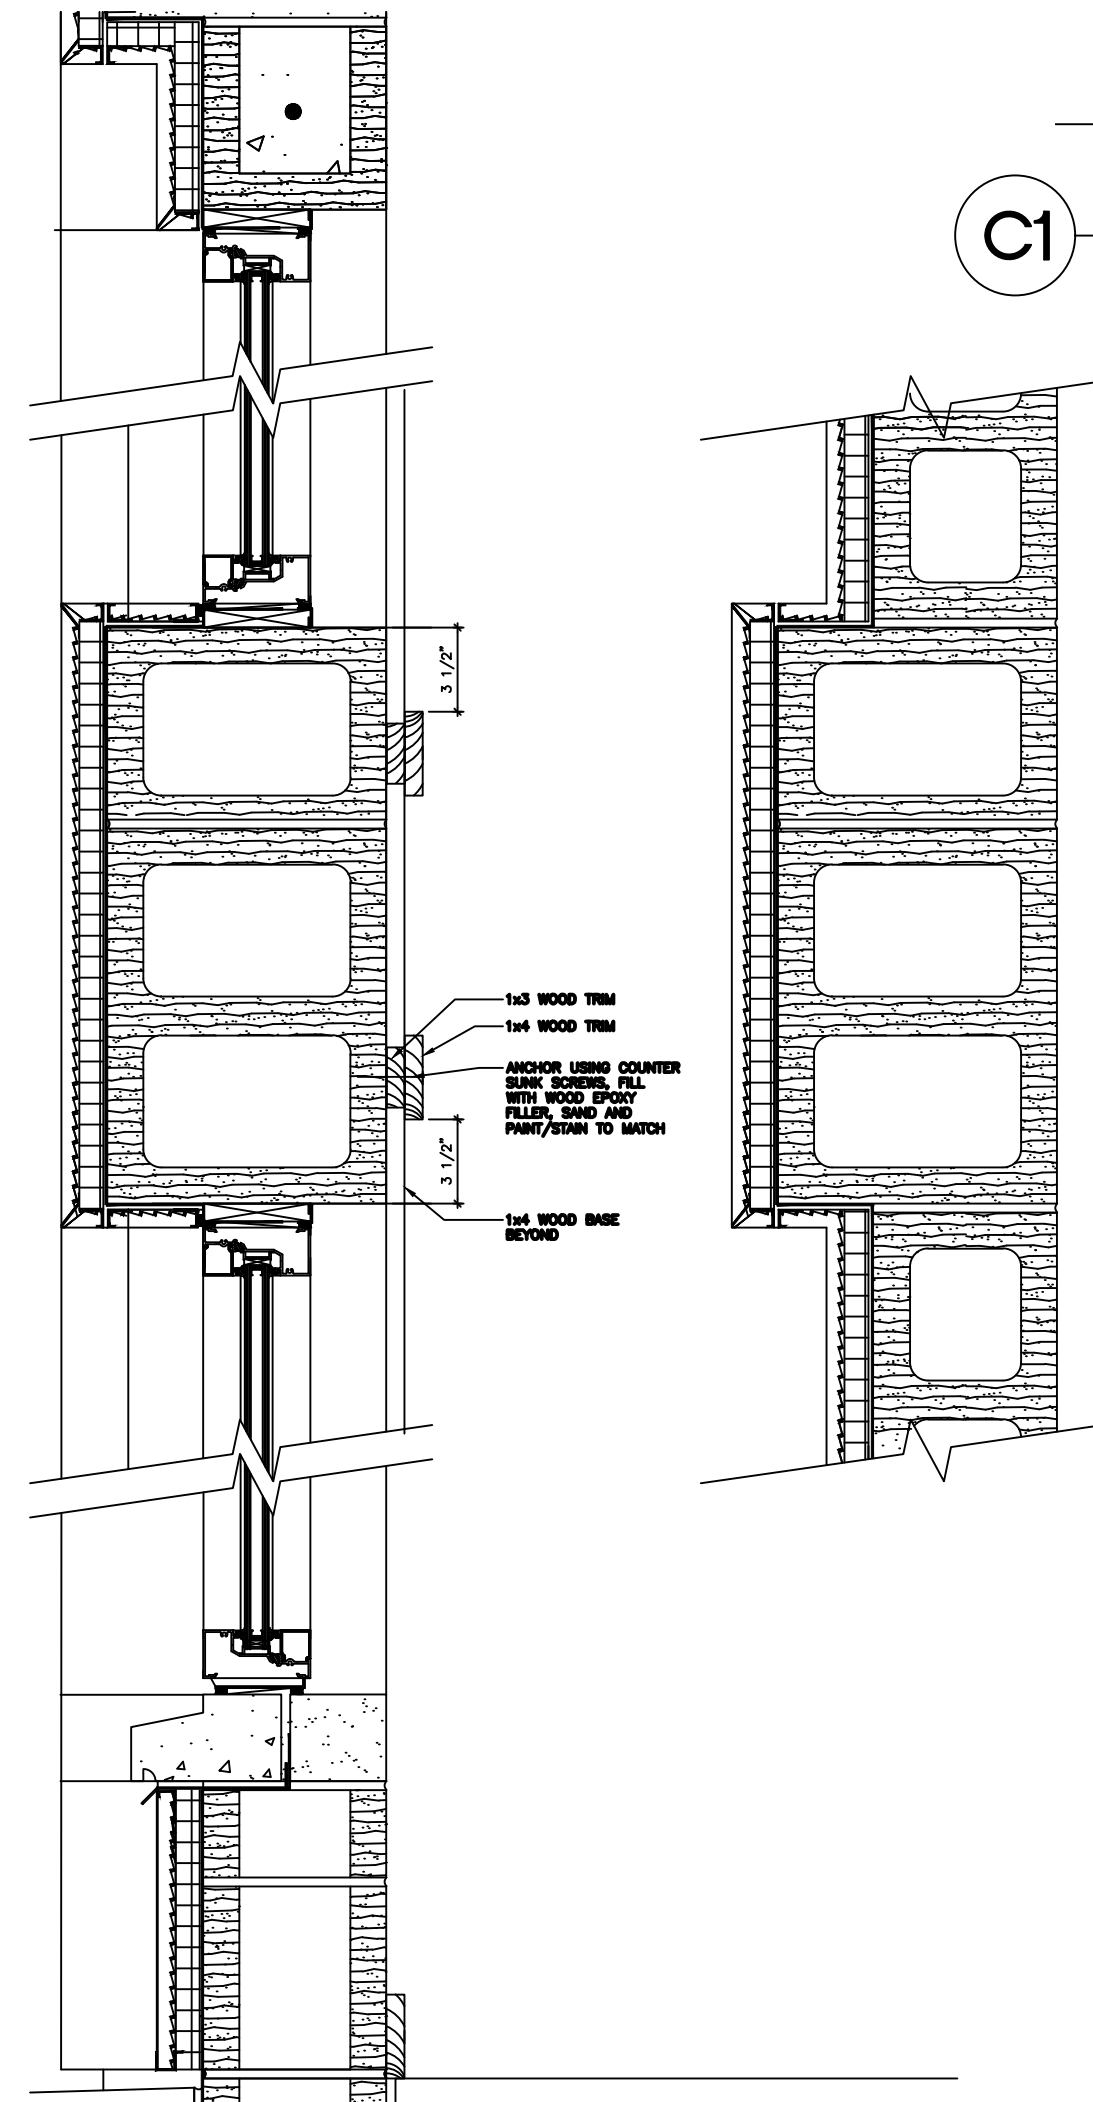 C1
3 1/2"
1x3 WOOD TRIM
1x4 WOOD TRIM
ANCHOR USING COUNTER
SUNK SCREWS, FILL
WITH WOOD EPOXY
FILLER, SAND AND
PAINT/STAIN TO MATCH
3 1/2"
1x4 WOOD BASE
BEYOND